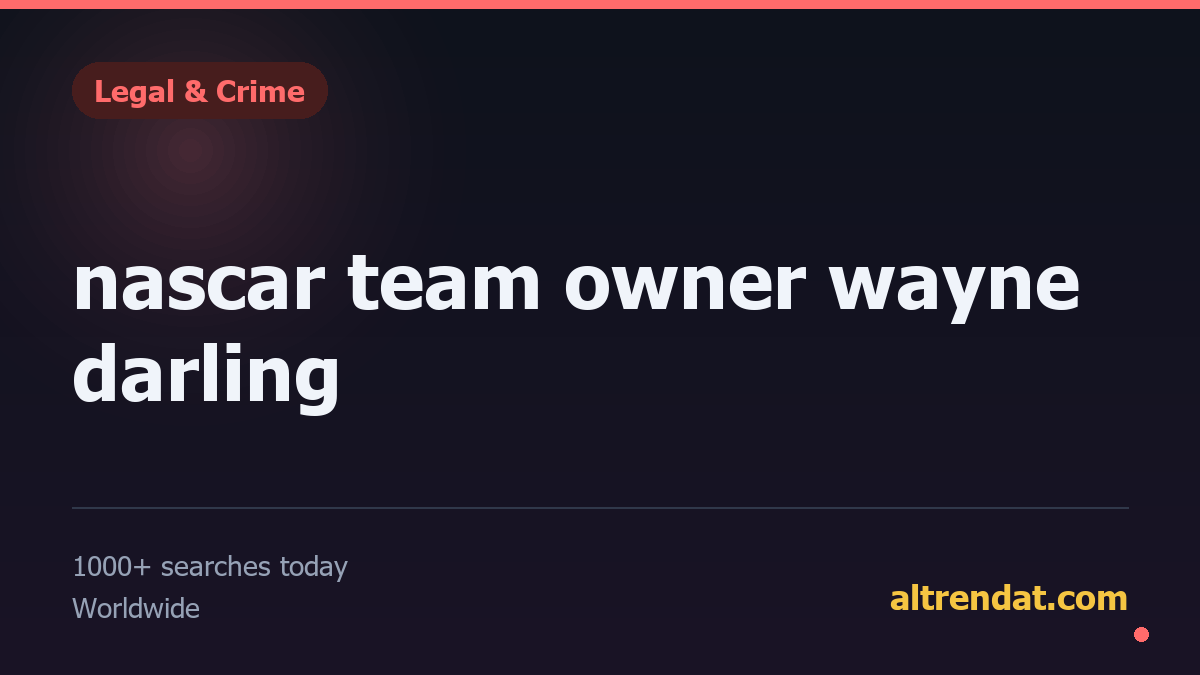 Legal & Crime
nascar team owner wayne
darling
1000+ searches today
Worldwide
altrendat.com